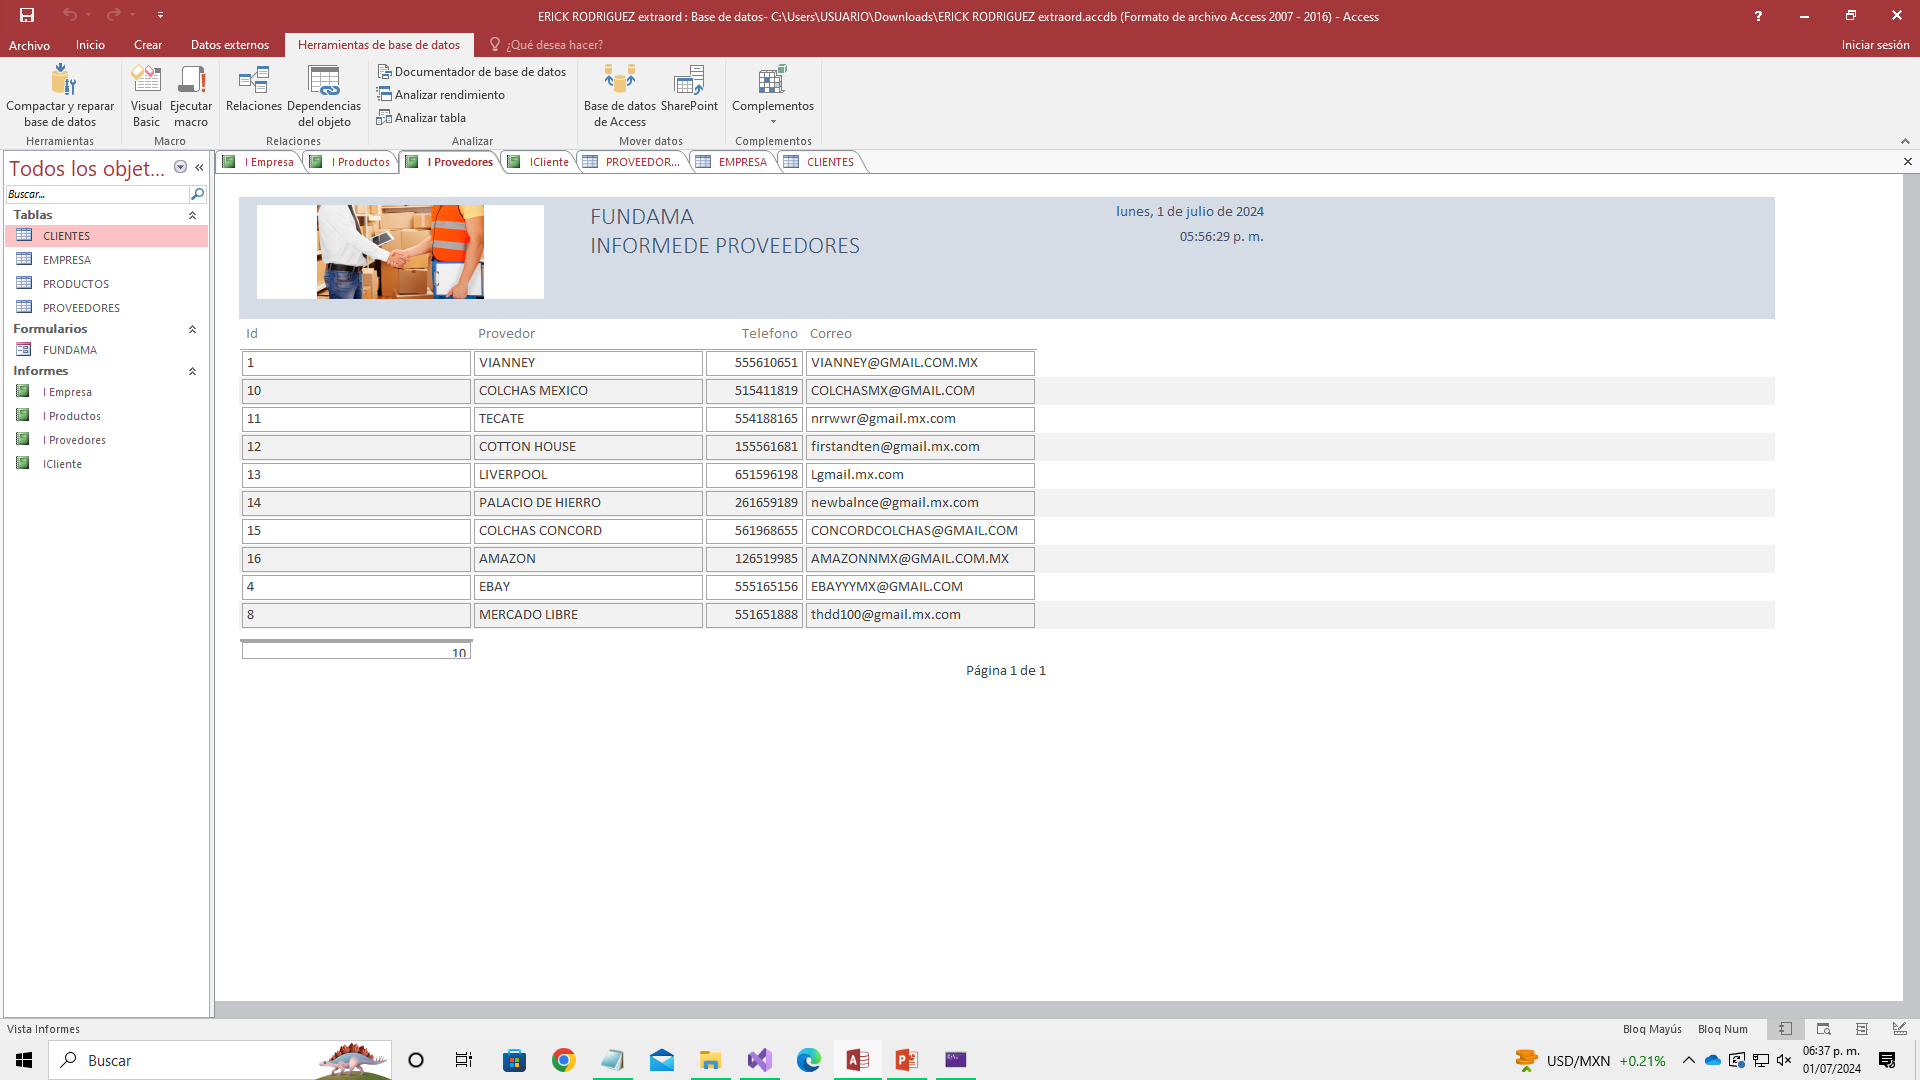 ERICK RODRIGUEZ extraord : Base de datos- C:\Users\USUARIO\Downloads\ERICK RODRIGUEZ extraord.accdb (Formato de archivo Access 2007 - 2016) - Access
?
Archivo Inicio Crear Datos externos Herramientas de base de datos ¿Qué desea hacer? Iniciar sesión
Compactar y reparar base de datos
Visual Basic
Ejecutar macro
Relaciones
Dependencias del objeto
Documentador de base de datos
Analizar rendimiento
Analizar tabla
Base de datos de Access
SharePoint
Complementos
Herramientas Macro Relaciones Analizar Mover datos Complementos
I Empresa I Productos I Provedores ICliente PROVEEDOR... EMPRESA CLIENTES
Todos los objet... «
Buscar...
Tablas
CLIENTES
EMPRESA
PRODUCTOS
PROVEEDORES
Formularios
FUNDAMA
Informes
I Empresa
I Productos
I Provedores
ICliente
FUNDAMA
INFORMEDE PROVEEDORES
lunes, 1 de julio de 2024
05:56:29 p. m.
Id Provedor Telefono Correo
1 VIANNEY 555610651 VIANNEY@GMAIL.COM.MX
10 COLCHAS MEXICO 515411819 COLCHASMX@GMAIL.COM
11 TECATE 554188165 nrrwwr@gmail.mx.com
12 COTTON HOUSE 155561681 firstandten@gmail.mx.com
13 LIVERPOOL 651596198 Lgmail.mx.com
14 PALACIO DE HIERRO 261659189 newbalnce@gmail.mx.com
15 COLCHAS CONCORD 561968655 CONCORDCOLCHAS@GMAIL.COM
16 AMAZON 126519985 AMAZONNMX@GMAIL.COM.MX
4 EBAY 555165156 EBAYYYMX@GMAIL.COM
8 MERCADO LIBRE 551651888 thdd100@gmail.mx.com
10
Página 1 de 1
Vista Informes Bloq Mayús Bloq Num
Buscar USD/MXN +0.21% 06:37 p. m.
01/07/2024